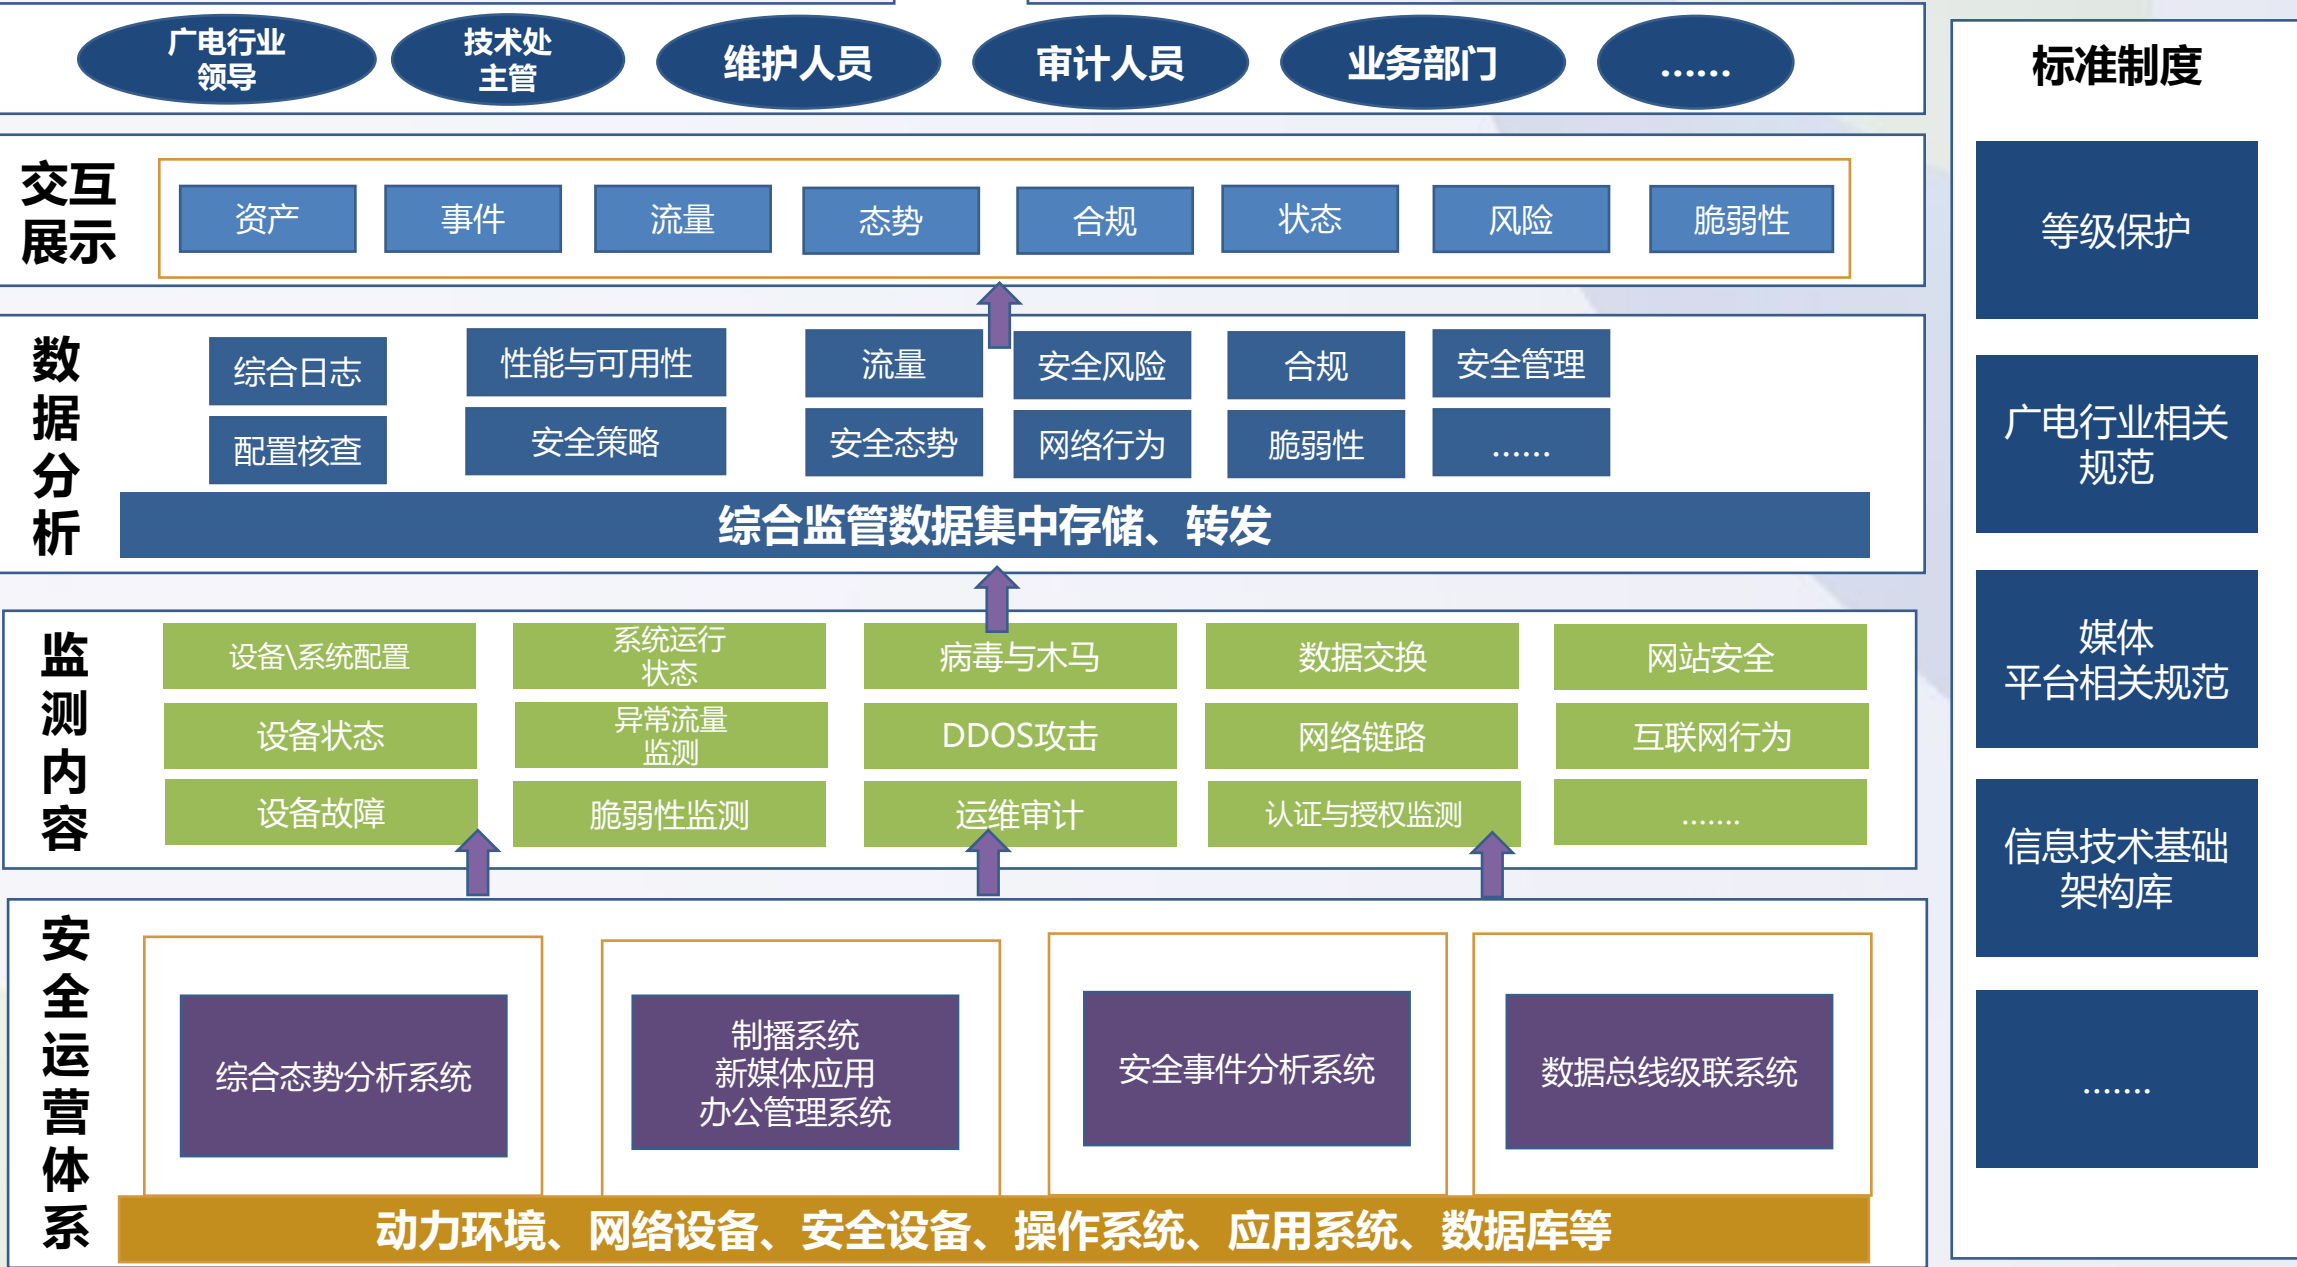 广电行业
领导
技术处
主管
维护人员
审计人员
业务部门
......
交互
展示
资产
事件
流量
态势
合规
状态
风险
脆弱性
数
据
分
析
综合日志
性能与可用性
流量
安全风险
合规
安全管理
配置核查
安全策略
安全态势
网络行为
脆弱性
......
综合监管数据集中存储、转发
监
测
内
容
设备\系统配置
系统运行
状态
病毒与木马
数据交换
网站安全
设备状态
异常流量
监测
DDOS攻击
网络链路
互联网行为
设备故障
脆弱性监测
运维审计
认证与授权监测
.......
安
全
运
营
体
系
综合态势分析系统
制播系统
新媒体应用
办公管理系统
安全事件分析系统
数据总线级联系统
动力环境、网络设备、安全设备、操作系统、应用系统、数据库等
标准制度
等级保护
广电行业相关
规范
媒体
平台相关规范
信息技术基础
架构库
.......